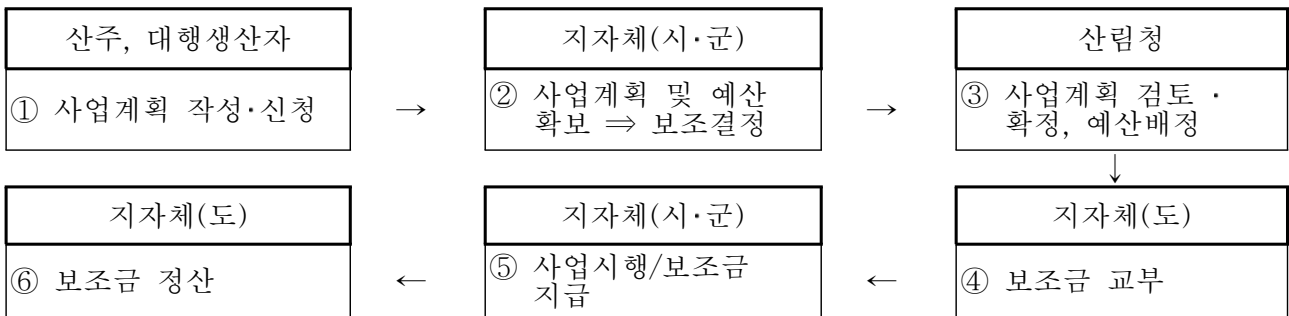 산주, 대행생산자
① 사업계획 작성·신청
→
지자체(시·군)
② 사업계획 및 예산
확보 ⇒ 보조결정
→
산림청
③ 사업계획 검토 ·
확정, 예산배정
↓
지자체(도)
④ 보조금 교부
←
지자체(시·군)
⑤ 사업시행/보조금
지급
←
지자체(도)
⑥ 보조금 정산